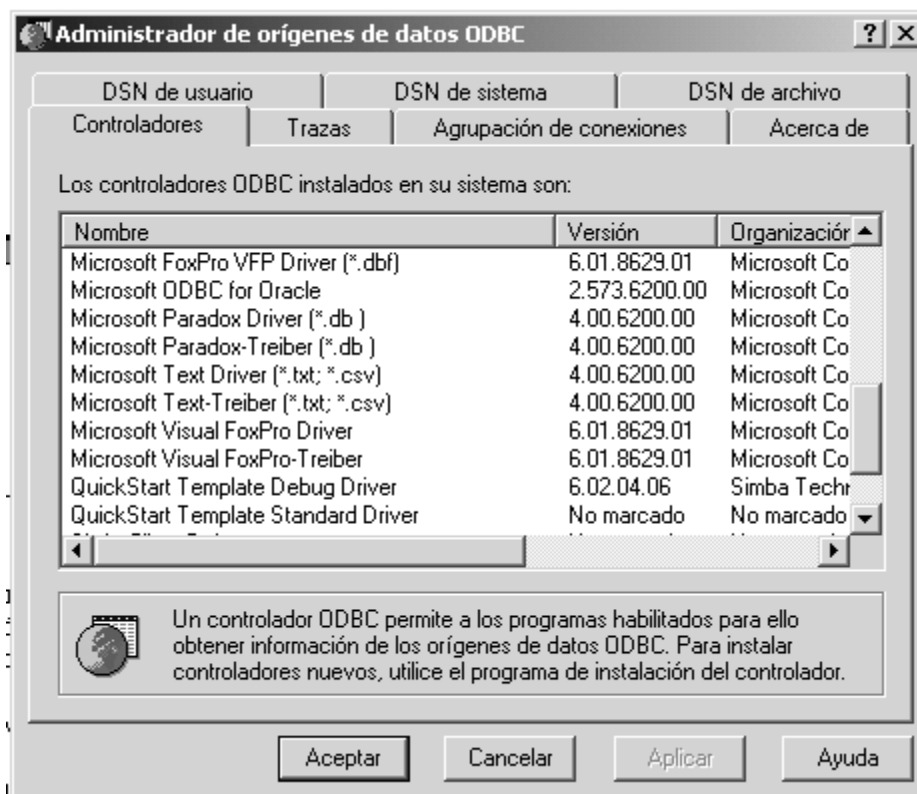 Administrador de orígenes de datos ODBC
DSN de usuario DSN de sistema DSN de archivo
Controladores Trazas Agrupación de conexiones Acerca de
Los controladores ODBC instalados en su sistema son:
Nombre Versión Organización
Microsoft FoxPro VFP Driver (*.dbf) 6.01.8629.01 Microsoft Co
Microsoft ODBC for Oracle 2.573.6200.00 Microsoft Co
Microsoft Paradox Driver (*.db ) 4.00.6200.00 Microsoft Co
Microsoft Paradox-Treiber (*.db ) 4.00.6200.00 Microsoft Co
Microsoft Text Driver (*.txt; *.csv) 4.00.6200.00 Microsoft Co
Microsoft Text-Treiber (*.txt; *.csv) 4.00.6200.00 Microsoft Co
Microsoft Visual FoxPro Driver 6.01.8629.01 Microsoft Co
Microsoft Visual FoxPro-Treiber 6.01.8629.01 Microsoft Co
QuickStart Template Debug Driver 6.02.04.06 Simba Techr
QuickStart Template Standard Driver No marcado No marcado
Un controlador ODBC permite a los programas habilitados para ello
obtener información de los orígenes de datos ODBC. Para instalar
controladores nuevos, utilice el programa de instalación del controlador.
Aceptar Cancelar Aplicar Ayuda